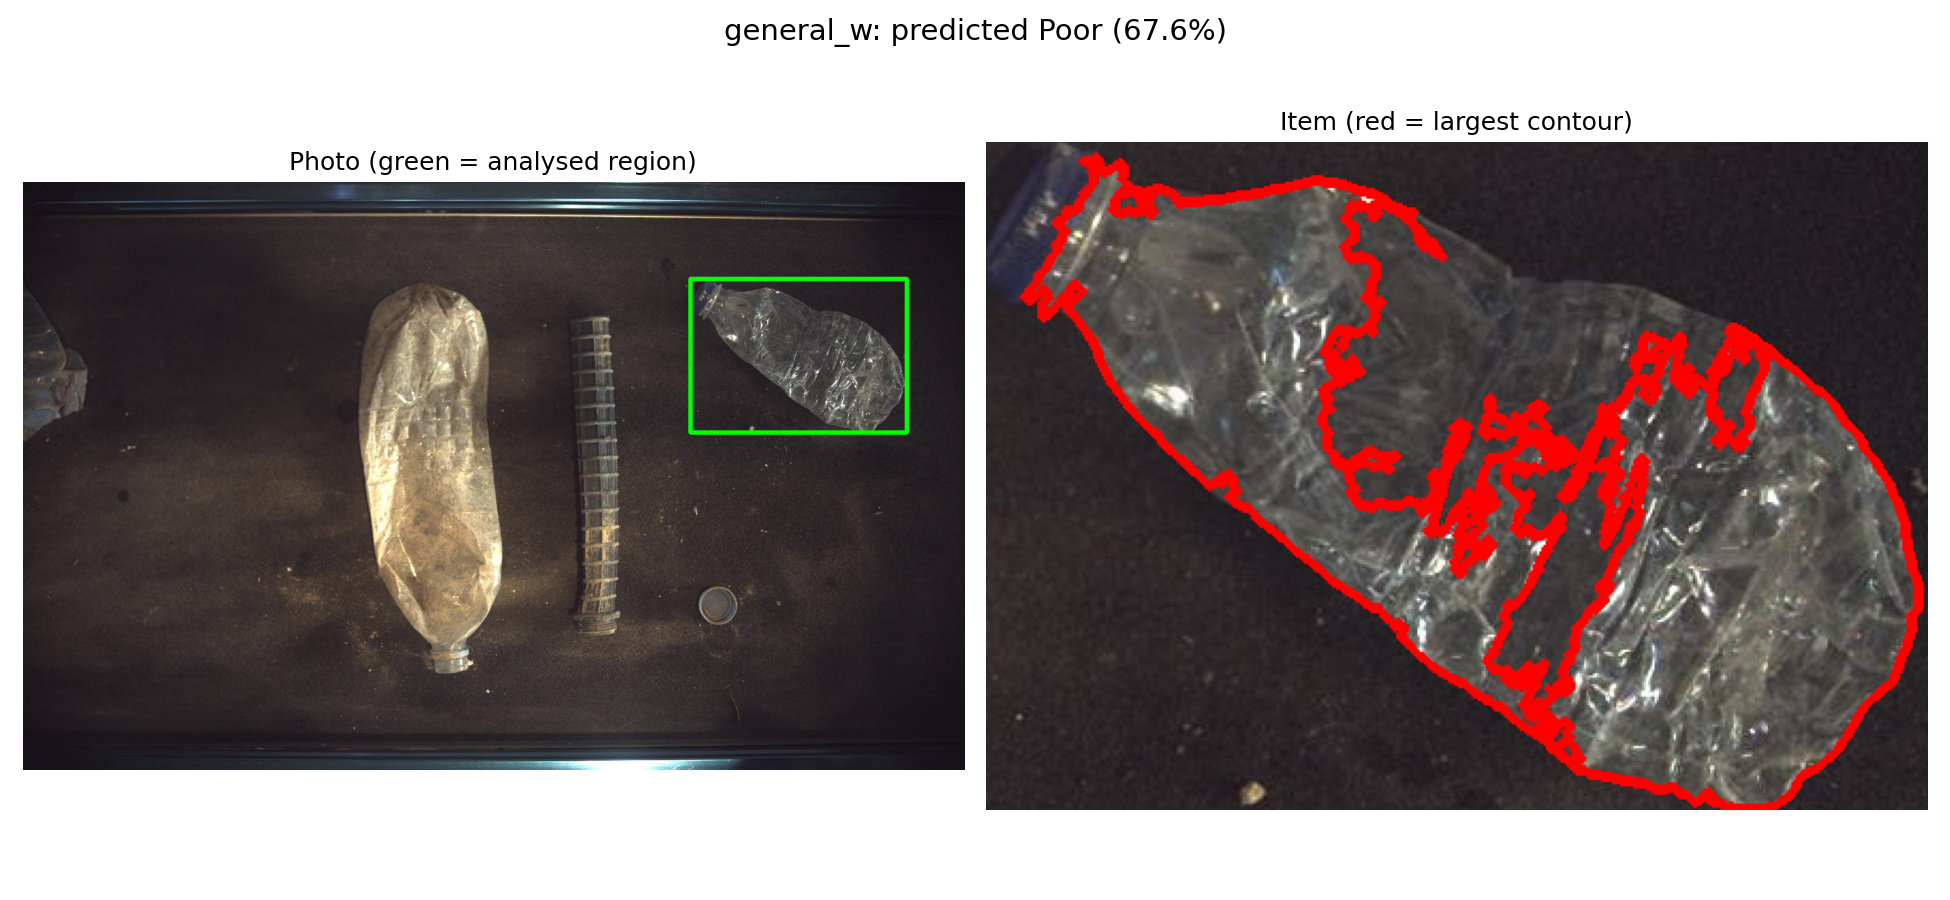 general_w: predicted Poor (67.6%)
Photo (green = analysed region)
Item (red = largest contour)